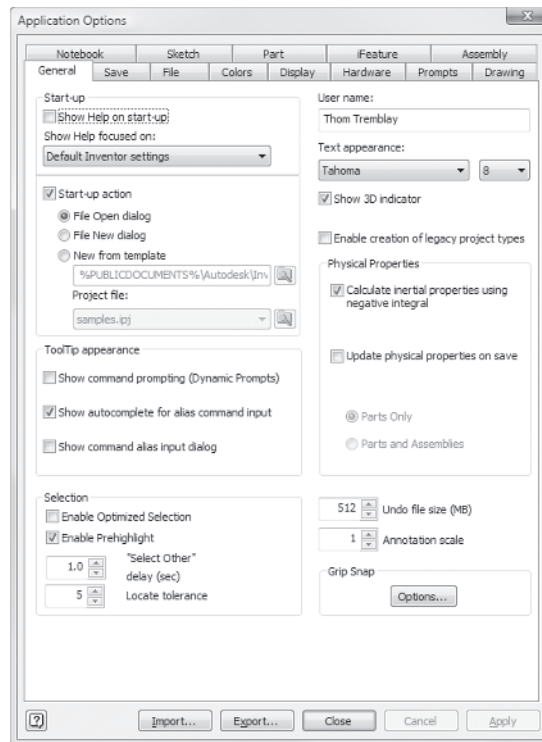 Application Options
Notebook Sketch Part iFeature Assembly
General Save File Colors Display Hardware Prompts Drawing
Start-up
Show Help on start-up
Show Help focused on:
Default Inventor settings
Start-up action
File Open dialog
File New dialog
New from template
%PUBLICDOCUMENTS%\Autodesk\Inv
Project file:
samples.ipj
ToolTip appearance
Show command prompting (Dynamic Prompts)
Show autocomplete for alias command input
Show command alias input dialog
Selection
Enable Optimized Selection
Enable Prehighlight
1.0 "Select Other" delay (sec)
5 Locate tolerance
User name:
Thom Tremblay
Text appearance:
Tahoma 8
Show 3D indicator
Enable creation of legacy project types
Physical Properties
Calculate inertial properties using
negative integral
Update physical properties on save
Parts Only
Parts and Assemblies
512 Undo file size (MB)
1 Annotation scale
Grip Snap
Options...
Import... Export... Close Cancel Apply